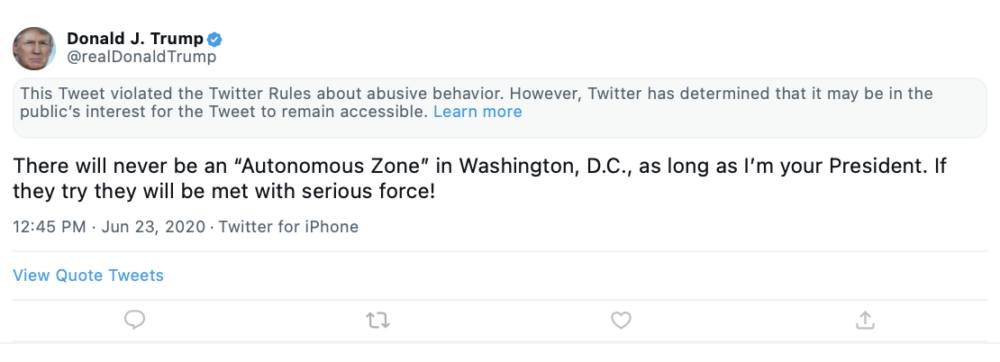 Donald J. Trump
@realDonaldTrump
This Tweet violated the Twitter Rules about abusive behavior. However, Twitter has determined that it may be in the
public’s interest for the Tweet to remain accessible. Learn more
There will never be an “Autonomous Zone” in Washington, D.C., as long as I’m your President. If
they try they will be met with serious force!
12:45 PM · Jun 23, 2020 · Twitter for iPhone
View Quote Tweets